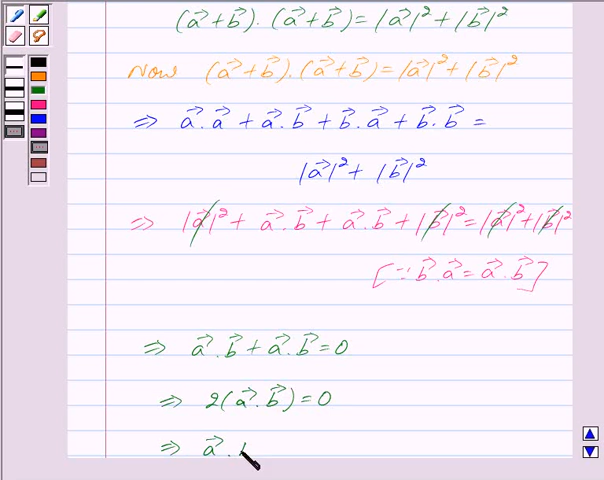 (a⃗+b⃗).(a⃗+b⃗)=|a⃗|²+|b⃗|²
Now (a⃗+b⃗).(a⃗+b⃗)=|a⃗|²+|b⃗|²
⇒ a⃗.a⃗+a⃗.b⃗+b⃗.a⃗+b⃗.b⃗=
|a⃗|²+|b⃗|²
⇒ |a⃗|²+a⃗.b⃗+a⃗.b⃗+|b⃗|²=|a⃗|²+|b⃗|²
[∵b⃗.a⃗=a⃗.b⃗]
⇒ a⃗.b⃗+a⃗.b⃗=0
⇒ 2(a⃗.b⃗)=0
⇒ a⃗.